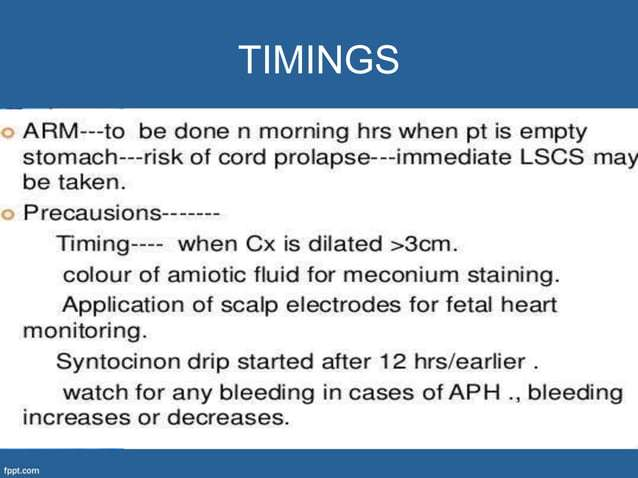 TIMINGS
ARM---to be done n morning hrs when pt is empty
stomach---risk of cord prolapse---immediate LSCS may
be taken.
Precausions-------
Timing---- when Cx is dilated >3cm.
colour of amiotic fluid for meconium staining.
Application of scalp electrodes for fetal heart
monitoring.
Syntocinon drip started after 12 hrs/earlier .
watch for any bleeding in cases of APH ., bleeding
increases or decreases.
fppt.com